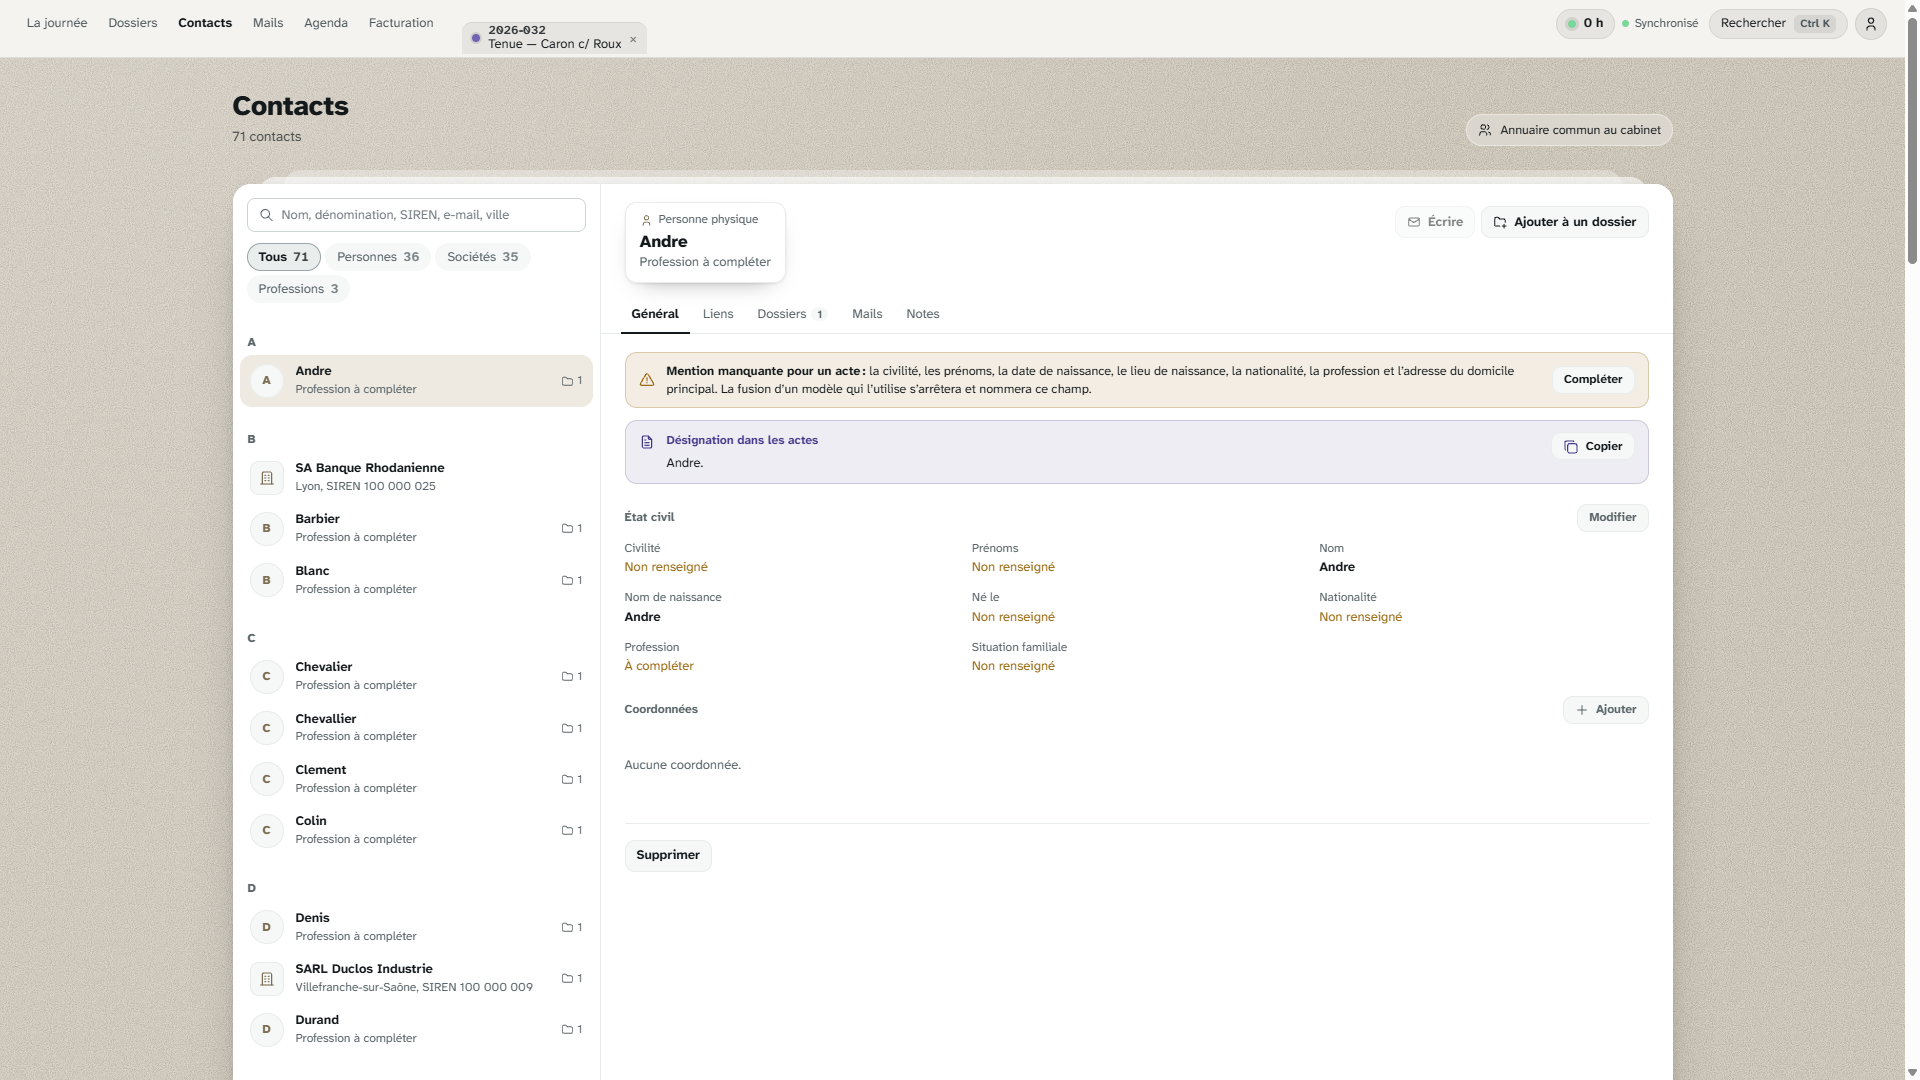 La journée
Dossiers
Contacts
Mails
Agenda
Facturation
2026-032
Tenue — Caron c/ Roux
×
0 h
Synchronisé
Rechercher Ctrl K
Contacts
71 contacts
Annuaire commun au cabinet
Nom, dénomination, SIREN, e-mail, ville
Tous 71
Personnes 36
Sociétés 35
Professions 3
A
A
Andre
Profession à compléter
1
B
SA Banque Rhodanienne
Lyon, SIREN 100 000 025
B
Barbier
Profession à compléter
1
B
Blanc
Profession à compléter
1
C
C
Chevalier
Profession à compléter
1
C
Chevallier
Profession à compléter
1
C
Clement
Profession à compléter
1
C
Colin
Profession à compléter
1
D
D
Denis
Profession à compléter
1
SARL Duclos Industrie
Villefranche-sur-Saône, SIREN 100 000 009
1
D
Durand
Profession à compléter
1
Personne physique
Andre
Profession à compléter
Écrire
Ajouter à un dossier
Général
Liens
Dossiers 1
Mails
Notes
Mention manquante pour un acte : la civilité, les prénoms, la date de naissance, le lieu de naissance, la nationalité, la profession et l’adresse du domicile
principal. La fusion d’un modèle qui l’utilise s’arrêtera et nommera ce champ.
Compléter
Désignation dans les actes
Andre.
Copier
État civil
Modifier
Civilité
Non renseigné
Prénoms
Non renseigné
Nom
Andre
Nom de naissance
Andre
Né le
Non renseigné
Nationalité
Non renseigné
Profession
À compléter
Situation familiale
Non renseigné
Coordonnées
Ajouter
Aucune coordonnée.
Supprimer